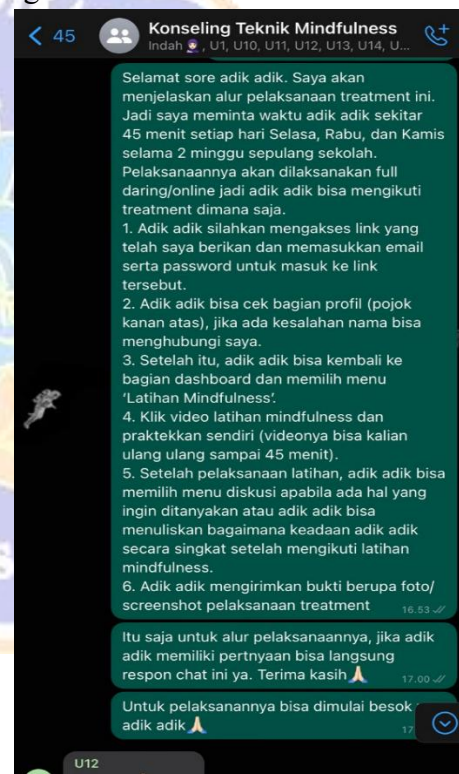 45
Konseling Teknik Mindfulness
Indah, U1, U10, U11, U12, U13, U14, U...
Selamat sore adik adik. Saya akan
menjelaskan alur pelaksanaan treatment ini.
Jadi saya meminta waktu adik adik sekitar
45 menit setiap hari Selasa, Rabu, dan Kamis
selama 2 minggu sepulang sekolah.
Pelaksanaannya akan dilaksanakan full
daring/online jadi adik adik bisa mengikuti
treatment dimana saja.
1. Adik adik silahkan mengakses link yang
telah saya berikan dan memasukkan email
serta password untuk masuk ke link
tersebut.
2. Adik adik bisa cek bagian profil (pojok
kanan atas), jika ada kesalahan nama bisa
menghubungi saya.
3. Setelah itu, adik adik bisa kembali ke
bagian dashboard dan memilih menu
‘Latihan Mindfulness’.
4. Klik video latihan mindfulness dan
praktekkan sendiri (videonya bisa kalian
ulang ulang sampai 45 menit).
5. Setelah pelaksanaan latihan, adik adik bisa
memilih menu diskusi apabila ada hal yang
ingin ditanyakan atau adik adik bisa
menuliskan bagaimana keadaan adik adik
secara singkat setelah mengikuti latihan
mindfulness.
6. Adik adik mengirimkan bukti berupa foto/
screenshot pelaksanaan treatment 16.53
Itu saja untuk alur pelaksanaannya, jika adik
adik memiliki pertnyaan bisa langsung
respon chat ini ya. Terima kasih🙏 17.00
Untuk pelaksanannya bisa dimulai besok
adik adik🙏 17
U12